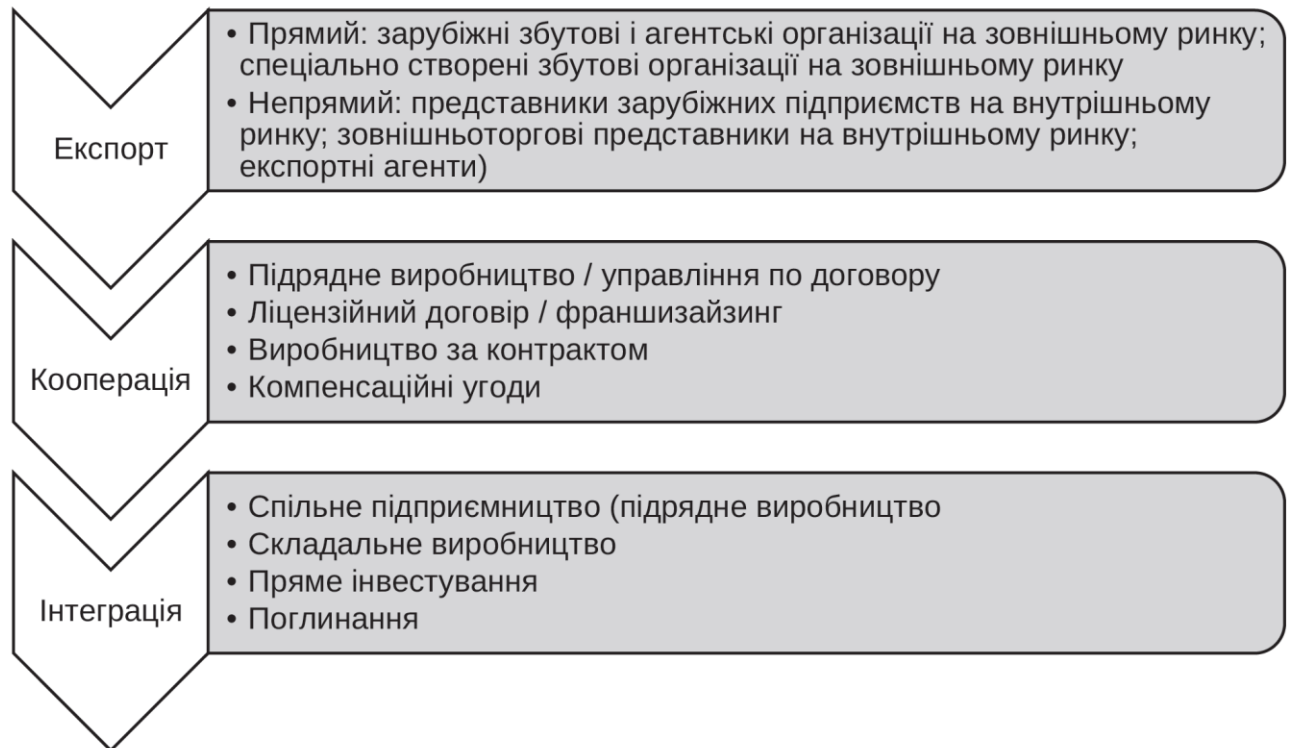 Експорт
• Прямий: зарубіжні збутові і агентські організації на зовнішньому ринку;
спеціально створені збутові організації на зовнішньому ринку
• Непрямий: представники зарубіжних підприємств на внутрішньому
ринку; зовнішньоторгові представники на внутрішньому ринку;
експортні агенти)
Кооперація
• Підрядне виробництво / управління по договору
• Ліцензійний договір / франшизайзинг
• Виробництво за контрактом
• Компенсаційні угоди
Інтеграція
• Спільне підприємництво (підрядне виробництво
• Складальне виробництво
• Пряме інвестування
• Поглинання